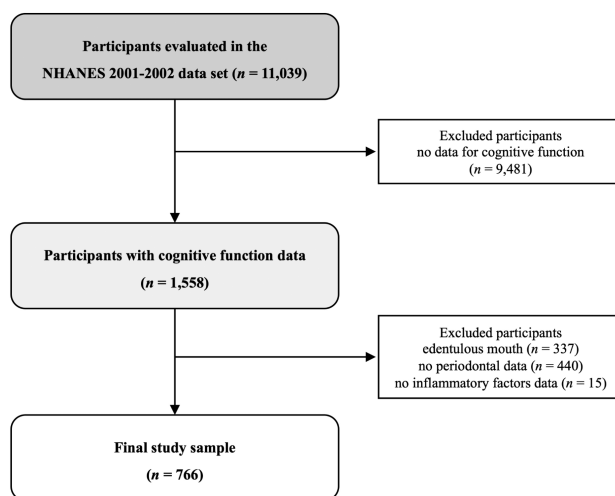 Participants evaluated in the
NHANES 2001-2002 data set (n = 11,039)
Excluded participants
no data for cognitive function
(n = 9,481)
Participants with cognitive function data
(n = 1,558)
Excluded participants
edentulous mouth (n = 337)
no periodontal data (n = 440)
no inflammatory factors data (n = 15)
Final study sample
(n = 766)